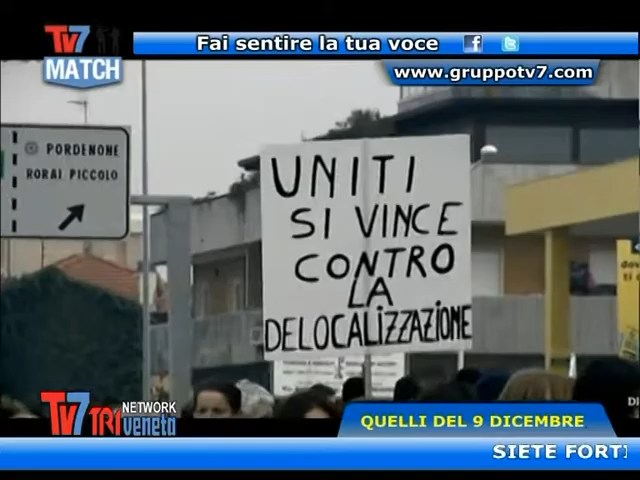 TV7
MATCH
Fai sentire la tua voce
www.gruppotv7.com
PORDENONE
RORAI PICCOLO
UNITI
SI VINCE
CONTRO
LA
DELOCALIZZAZIONE
TV7 TRIVENETA NETWORK
QUELLI DEL 9 DICEMBRE
SIETE FORTI